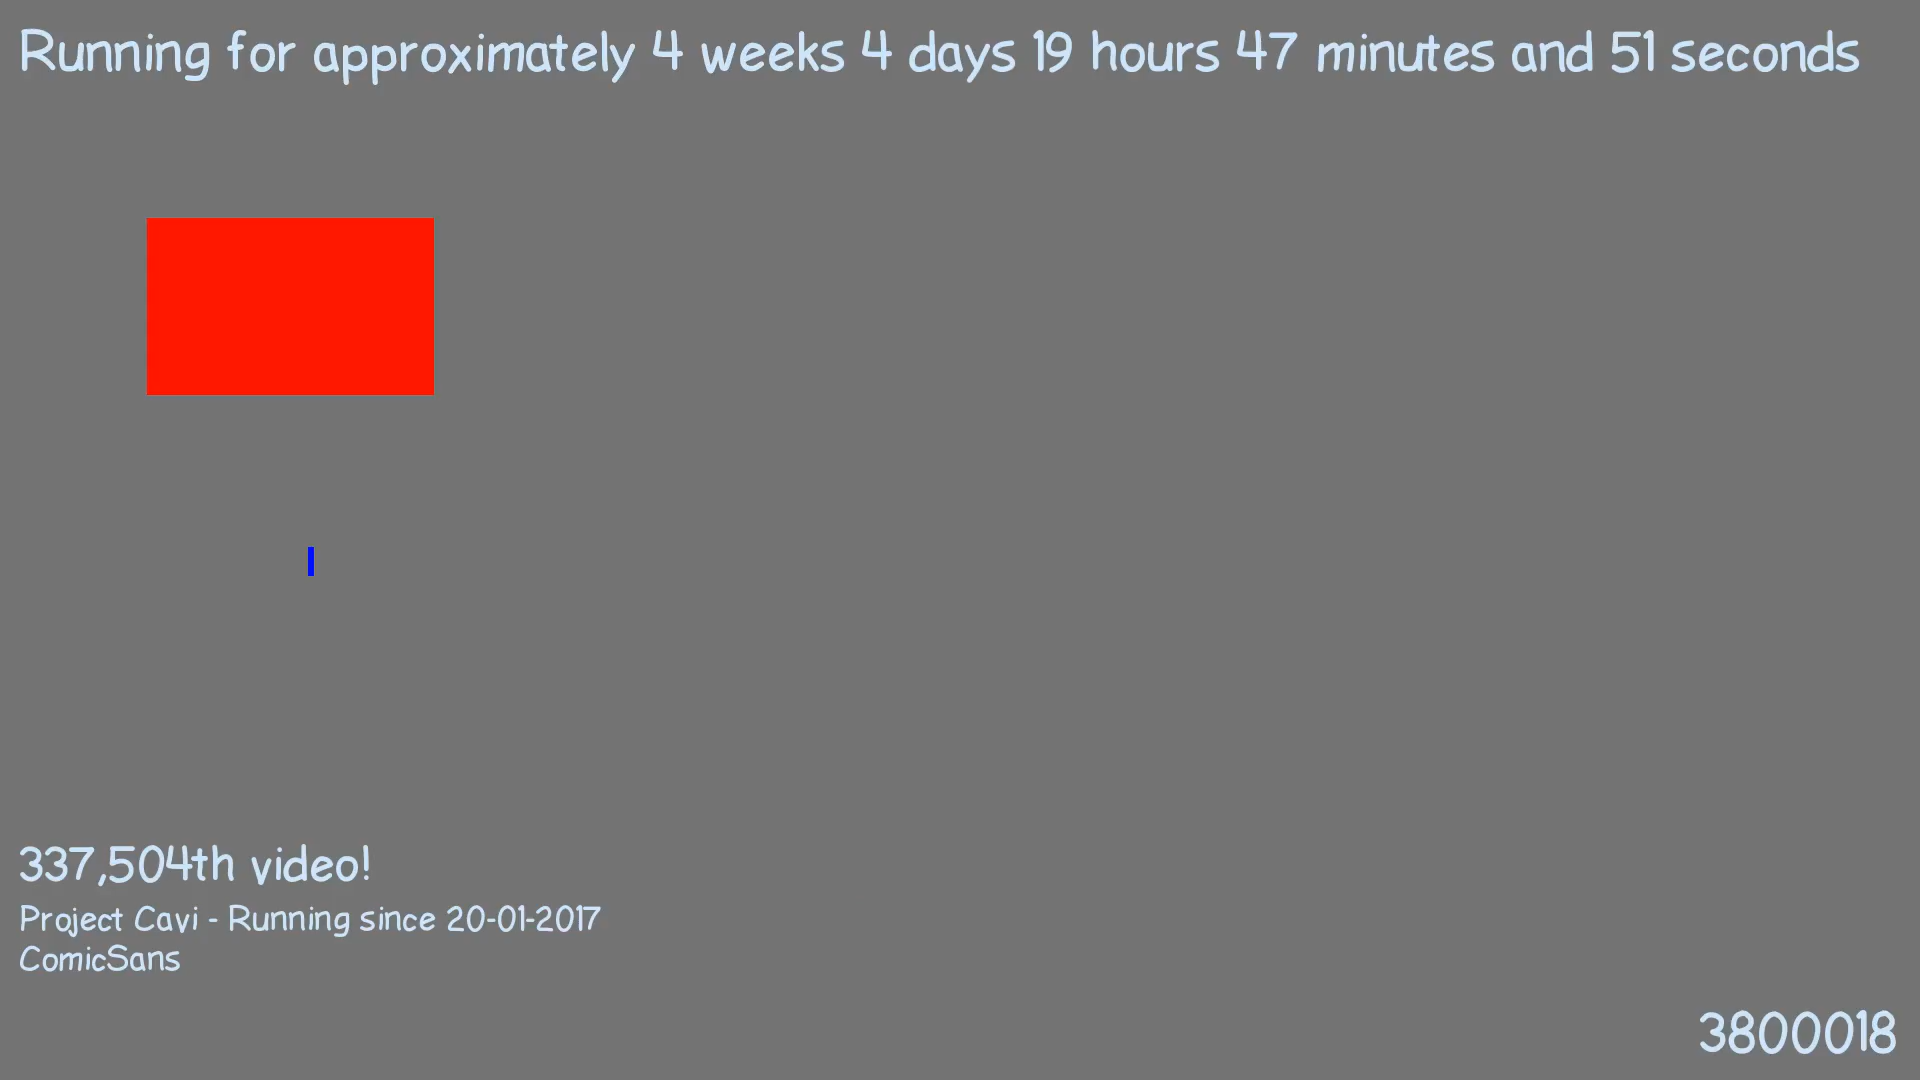 Running for approximately 4 weeks 4 days 19 hours 47 minutes and 51 seconds
337,504th video!
Project Cavi - Running since 20-01-2017
ComicSans
3800018